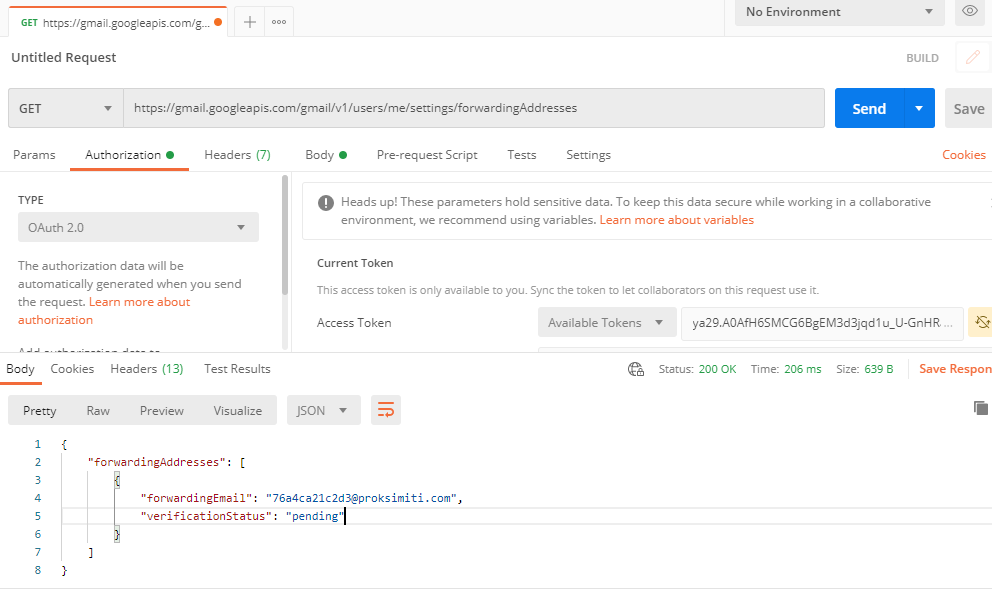 GET https://gmail.googleapis.com/g...
No Environment
Untitled Request
BUILD
GET
https://gmail.googleapis.com/gmail/v1/users/me/settings/forwardingAddresses
Send
Save
Params
Authorization
Headers (7)
Body
Pre-request Script
Tests
Settings
Cookies
TYPE
OAuth 2.0
The authorization data will be
automatically generated when you send
the request. Learn more about
authorization
Add authorization data to
Heads up! These parameters hold sensitive data. To keep this data secure while working in a collaborative
environment, we recommend using variables. Learn more about variables
Current Token
This access token is only available to you. Sync the token to let collaborators on this request use it.
Access Token
Available Tokens
ya29.A0AfH6SMCG6BgEM3d3jqd1u_U-GnHR...
Body
Cookies
Headers (13)
Test Results
Status: 200 OK
Time: 206 ms
Size: 639 B
Save Respon
Pretty
Raw
Preview
Visualize
JSON
1 {
2 "forwardingAddresses": [
3 {
4 "forwardingEmail": "76a4ca21c2d3@proksimiti.com",
5 "verificationStatus": "pending"
6 }
7 ]
8 }